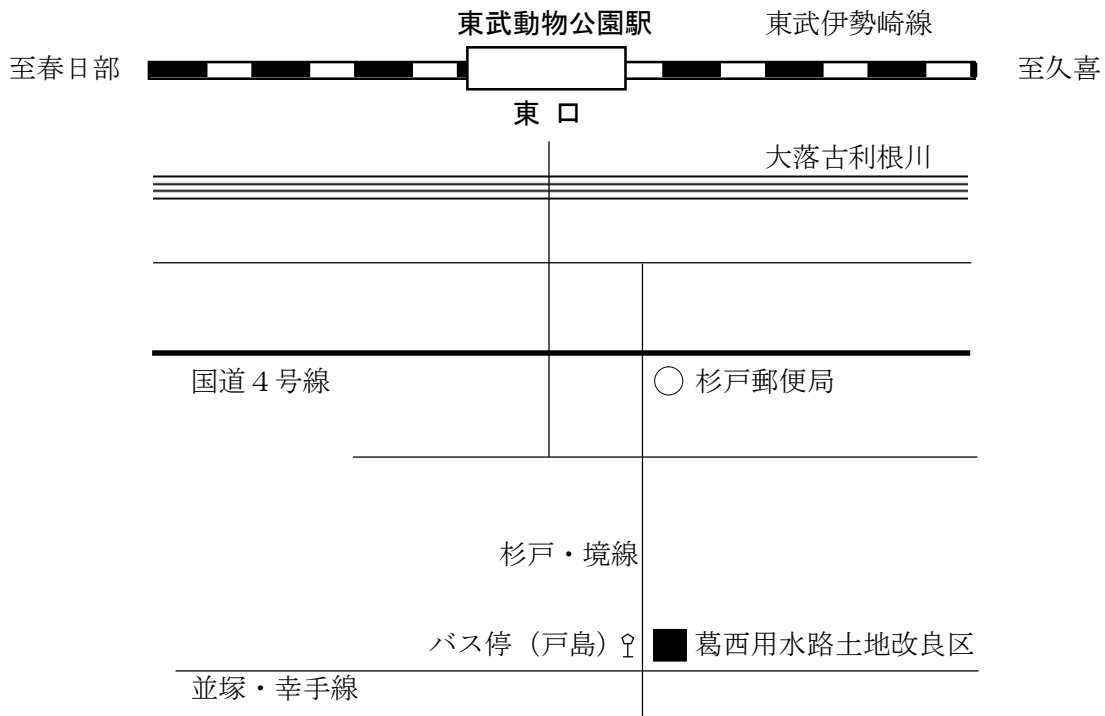 東武動物公園駅
東武伊勢崎線
至春日部
至久喜
東 口
大落古利根川
国道４号線
杉戸郵便局
杉戸・境線
バス停（戸島）
葛西用水路土地改良区
並塚・幸手線